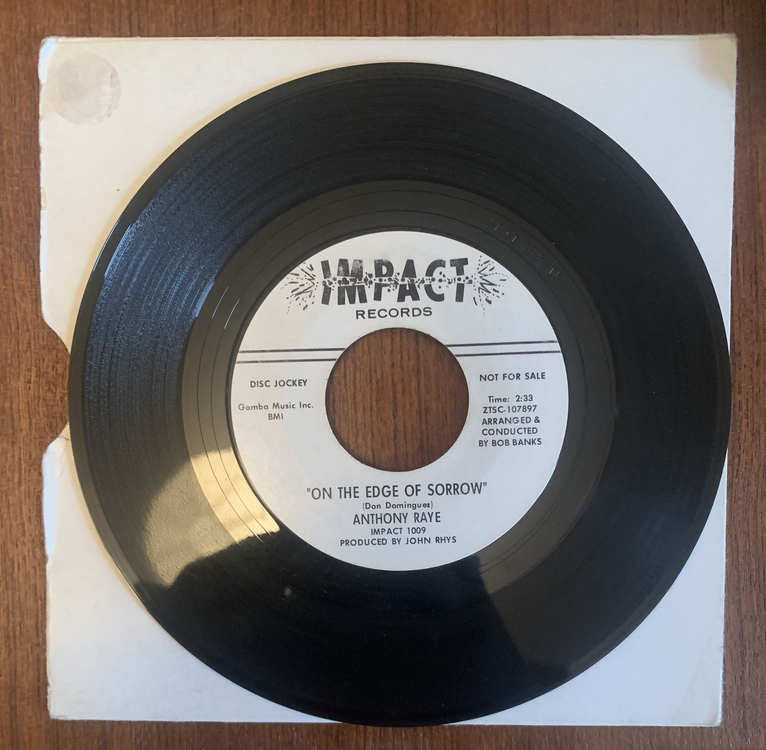 IMPACT
RECORDS
DISC JOCKEY
NOT FOR SALE
Gomba Music Inc.
BMI
Time: 2:33
ZTSC-107897
ARRANGED &
CONDUCTED
BY BOB BANKS
"ON THE EDGE OF SORROW"
(Don Dominguez)
ANTHONY RAYE
IMPACT 1009
PRODUCED BY JOHN RHYS